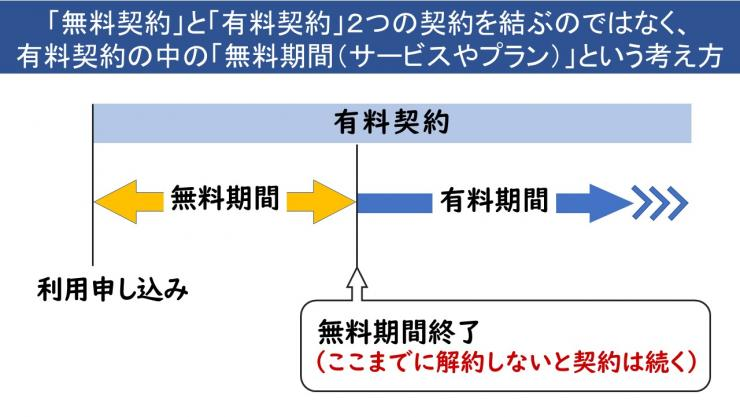 「無料契約」と「有料契約」２つの契約を結ぶのではなく、
有料契約の中の「無料期間（サービスやプラン）」という考え方
有料契約
無料期間
有料期間
利用申し込み
無料期間終了
（ここまでに解約しないと契約は続く）